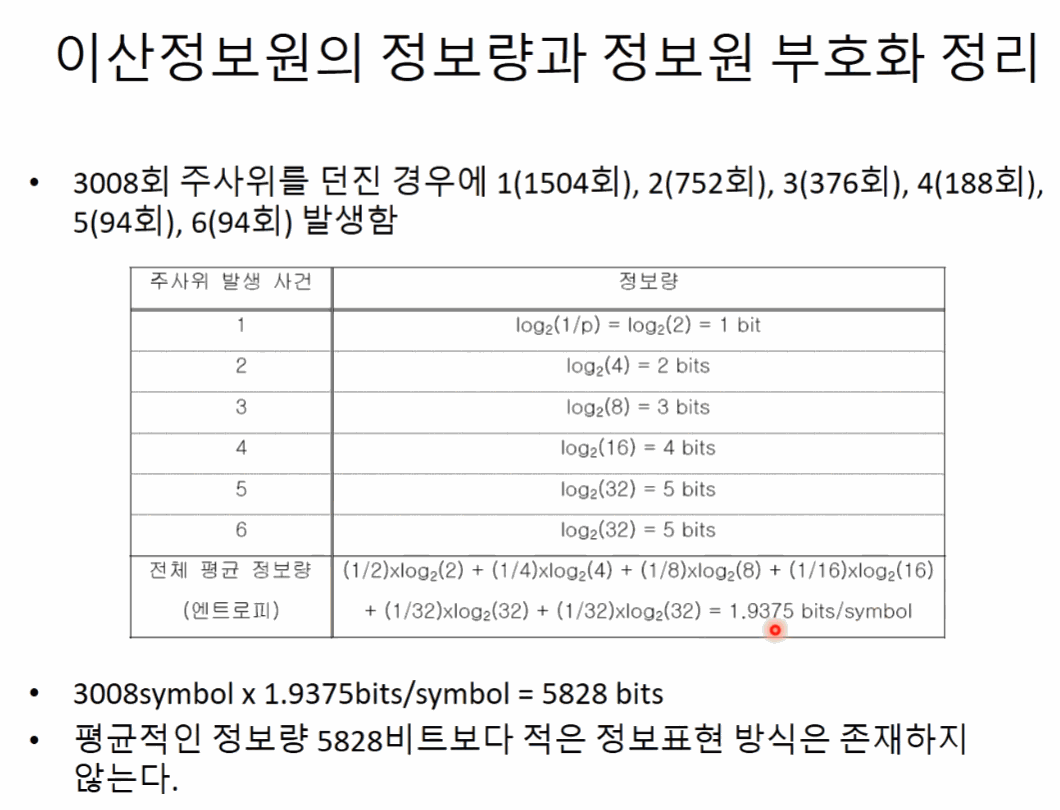 이산정보원의 정보량과 정보원 부호화 정리
• 3008회 주사위를 던진 경우에 1(1504회), 2(752회), 3(376회), 4(188회),
5(94회), 6(94회) 발생함
주사위 발생 사건 정보량
1 log₂(1/p) = log₂(2) = 1 bit
2 log₂(4) = 2 bits
3 log₂(8) = 3 bits
4 log₂(16) = 4 bits
5 log₂(32) = 5 bits
6 log₂(32) = 5 bits
전체 평균 정보량 (1/2)xlog₂(2) + (1/4)xlog₂(4) + (1/8)xlog₂(8) + (1/16)xlog₂(16)
(엔트로피) + (1/32)xlog₂(32) + (1/32)xlog₂(32) = 1.9375 bits/symbol
• 3008symbol x 1.9375bits/symbol = 5828 bits
• 평균적인 정보량 5828비트보다 적은 정보표현 방식은 존재하지
않는다.